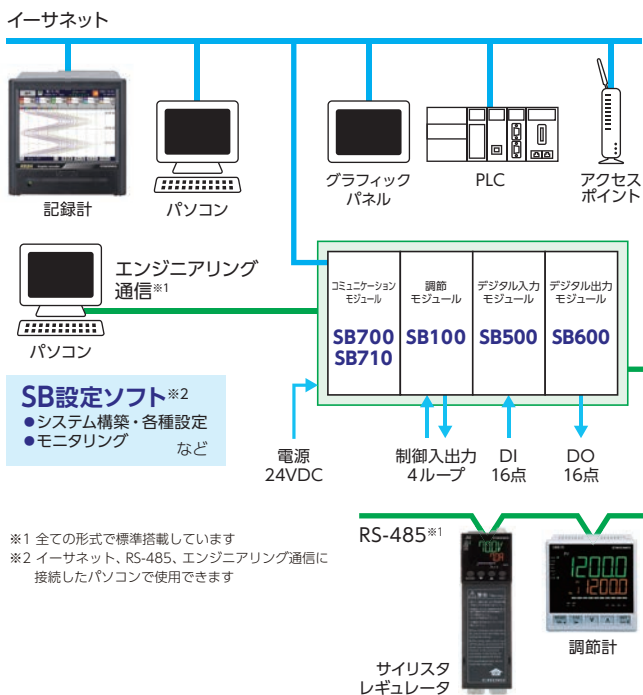 イーサネット
記録計
パソコン
グラフィック
パネル
PLC
アクセス
ポイント
エンジニアリング
通信※1
パソコン
コミュニケーション
モジュール
SB700
SB710
調節
モジュール
SB100
デジタル入力
モジュール
SB500
デジタル出力
モジュール
SB600
SB設定ソフト※2
●システム構築・各種設定
●モニタリング など
電源
24VDC
制御入出力
4ループ
DI
16点
DO
16点
※1 全ての形式で標準搭載しています
※2 イーサネット、RS-485、エンジニアリング通信に
接続したパソコンで使用できます
RS-485※1
サイリスタ
レギュレータ
1200.0
1200.0
調節計